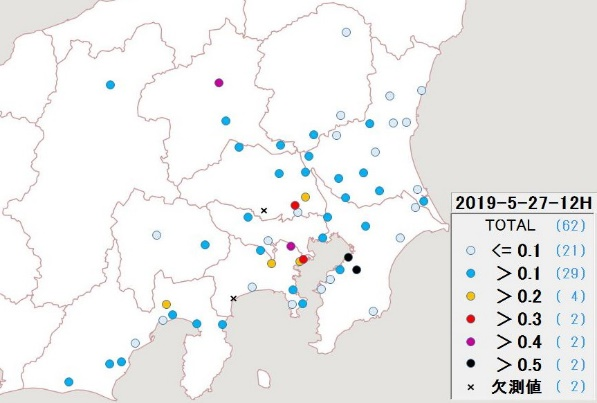 2019-5-27-12H
TOTAL (62)
<= 0.1 (21)
> 0.1 (29)
> 0.2 ( 4)
> 0.3 ( 2)
> 0.4 ( 2)
> 0.5 ( 2)
× 欠測値 ( 2)